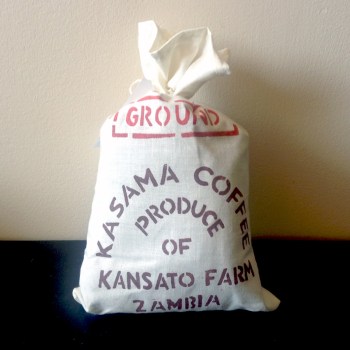 GROUND
KASAMA COFFEE
PRODUCE
OF
KANSATO FARM
ZAMBIA